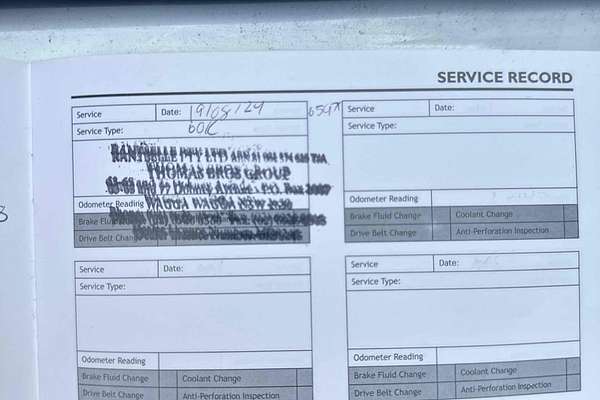 SERVICE RECORD
Service Date: 19/08/24
Service Type: 60K
THOMAS BROS GROUP
Odometer Reading WAGGA WAGGA NSW
Brake
Drive Belt Change
Service Date:
Service Type:
Odometer Reading
Brake Fluid Change Coolant Change
Drive Belt Change Anti-Perforation Inspection
Service Date:
Service Type:
Odometer Reading
Brake Fluid Change Coolant Change
Drive Belt Change Anti-Perforation Inspection
Service Date:
Service Type:
Odometer Reading
Brake Fluid Change Coolant Change
Drive Belt Change Anti-Perforation Inspection